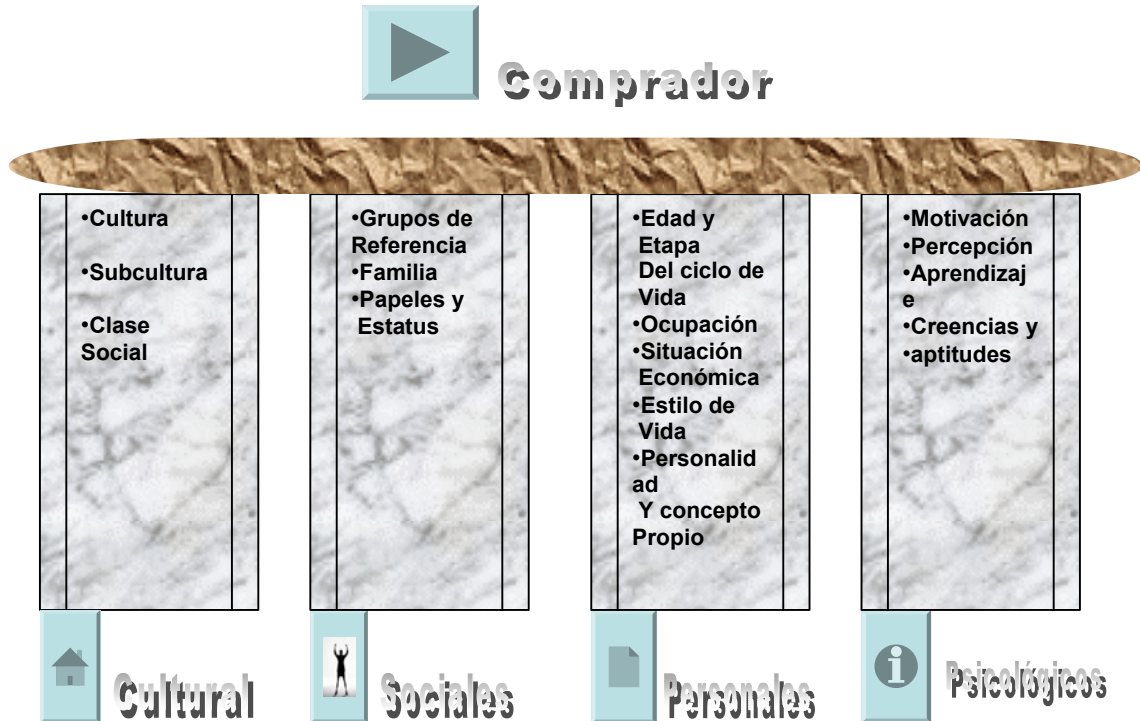 Comprador
•Cultura
•Subcultura
•Clase
Social
•Grupos de
Referencia
•Familia
•Papeles y
Estatus
•Edad y
Etapa
Del ciclo de
Vida
•Ocupación
•Situación
Económica
•Estilo de
Vida
•Personalid
ad
Y concepto
Propio
•Motivación
•Percepción
•Aprendizaj
e
•Creencias y
•aptitudes
Cultural
Sociales
Personales
Psicológicos